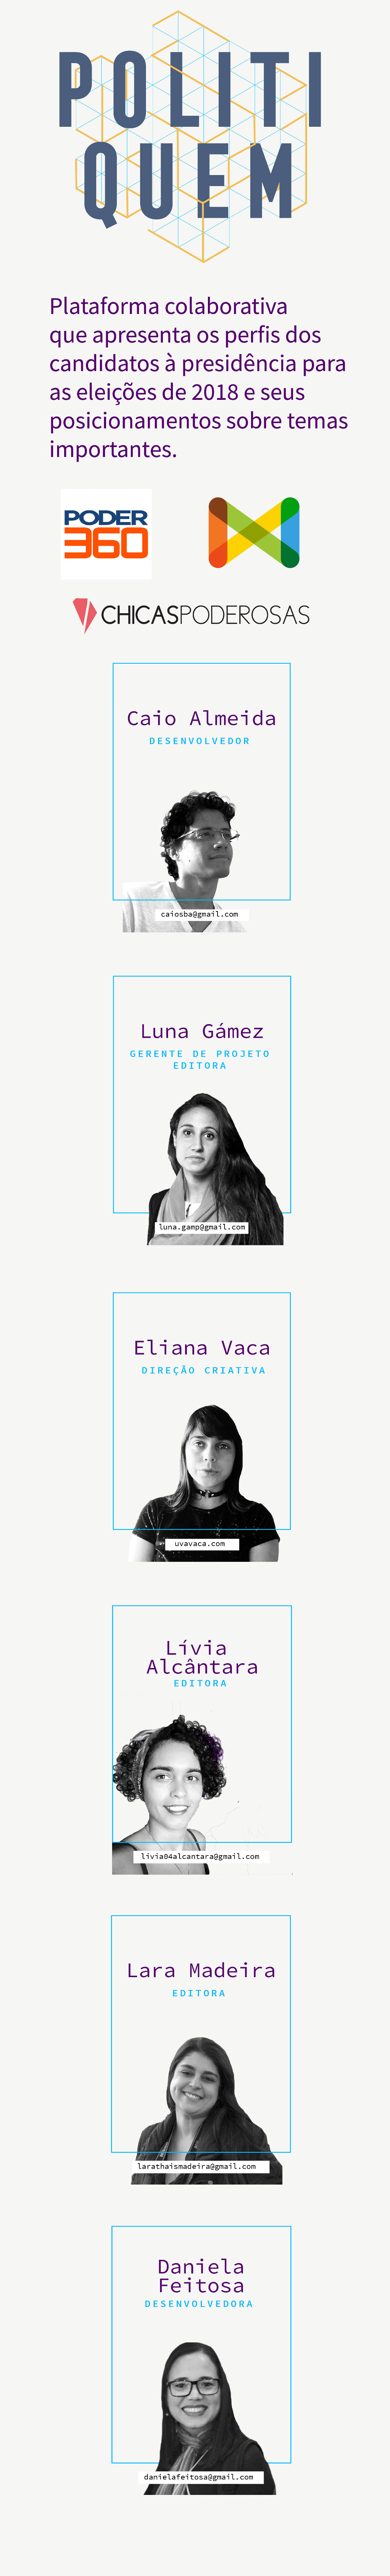 POLITI
QUEM
Plataforma colaborativa
que apresenta os perfis dos
candidatos à presidência para
as eleições de 2018 e seus
posicionamentos sobre temas
importantes.
PODER
360
CHICASPODEROSAS
Caio Almeida
DESENVOLVEDOR
caiosba@gmail.com
Luna Gámez
GERENTE DE PROJETO
EDITORA
luna.gamp@gmail.com
Eliana Vaca
DIREÇÃO CRIATIVA
uvavaca.com
Lívia
Alcântara
EDITORA
livia04alcantara@gmail.com
Lara Madeira
EDITORA
larathaismadeira@gmail.com
Daniela
Feitosa
DESENVOLVEDORA
danielafeitosa@gmail.com